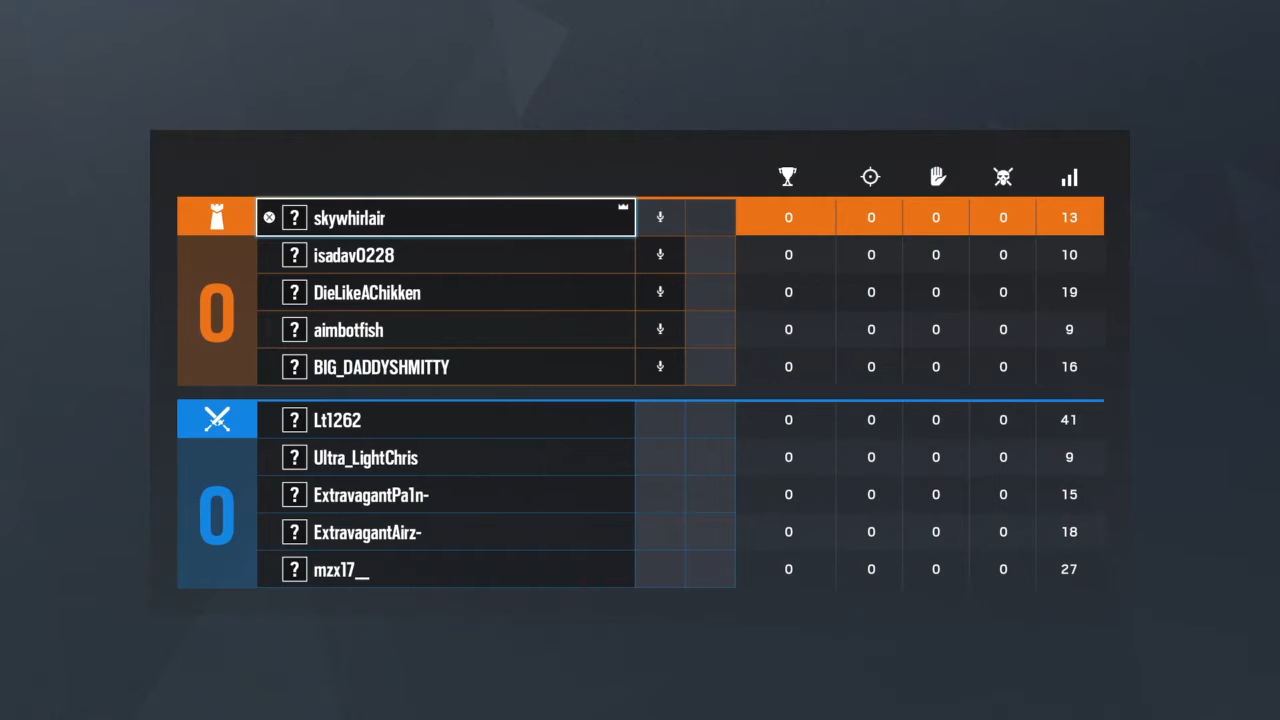 ? skywhirlair 0 0 0 0 13
? isadav0228 0 0 0 0 10
0
? DieLikeAChikken 0 0 0 0 19
? aimbotfish 0 0 0 0 9
? BIG_DADDYSHMITTY 0 0 0 0 16
? Lt1262 0 0 0 0 41
? Ultra_LightChris 0 0 0 0 9
0
? ExtravagantPa1n- 0 0 0 0 15
? ExtravagantAirz- 0 0 0 0 18
? mzx17__ 0 0 0 0 27